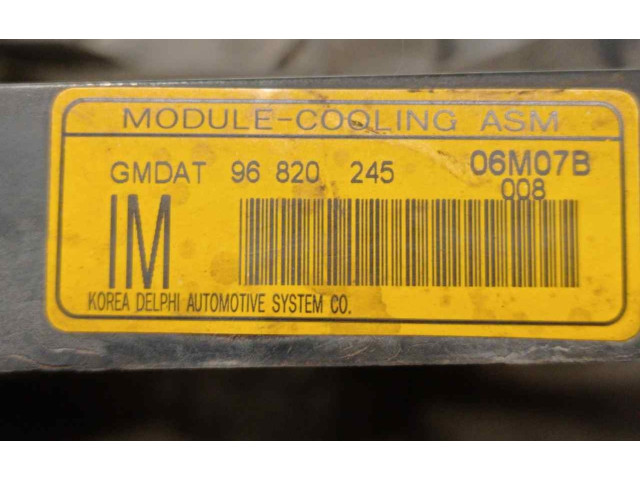 MODULE-COOLING ASM
GMDAT 96 820 245 06M07B
008
IM
KOREA DELPHI AUTOMOTIVE SYSTEM CO.